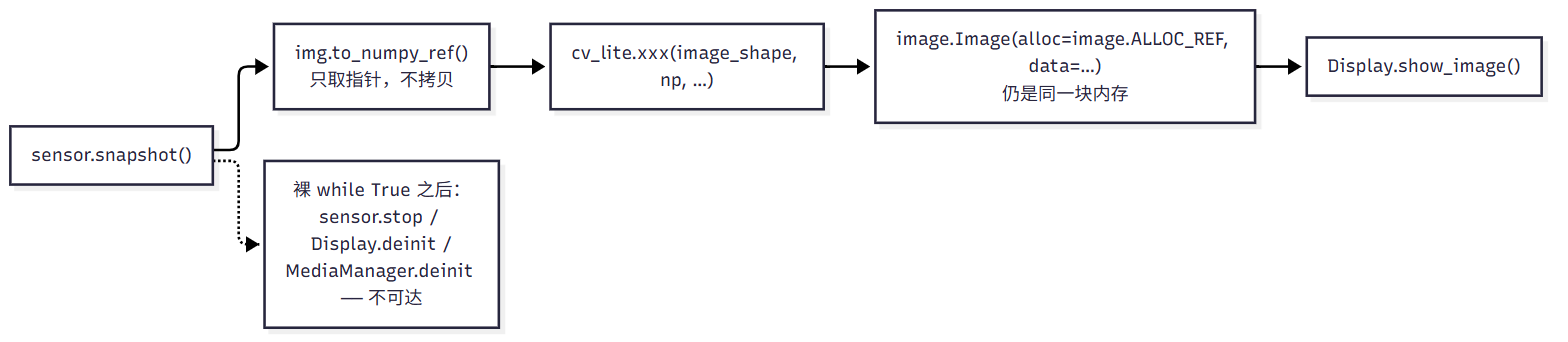 sensor.snapshot()
img.to_numpy_ref()
只取指针，不拷贝
cv_lite.xxx(image_shape,
np, ...)
image.Image(alloc=image.ALLOC_REF,
data=...)
仍是同一块内存
Display.show_image()
裸 while True 之后：
sensor.stop /
Display.deinit /
MediaManager.deinit
— 不可达